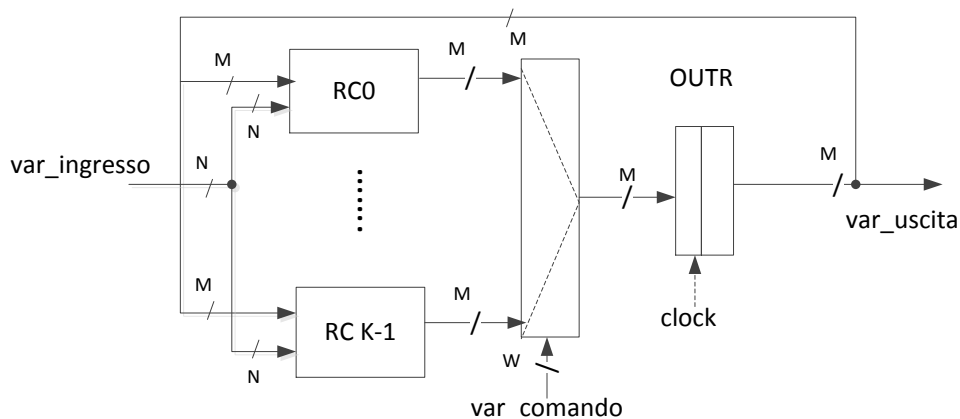 M
M
M
M
RC0
OUTR
N
var_ingresso
N
M
M
var_uscita
M
M
RC K-1
clock
N
W
var_comando